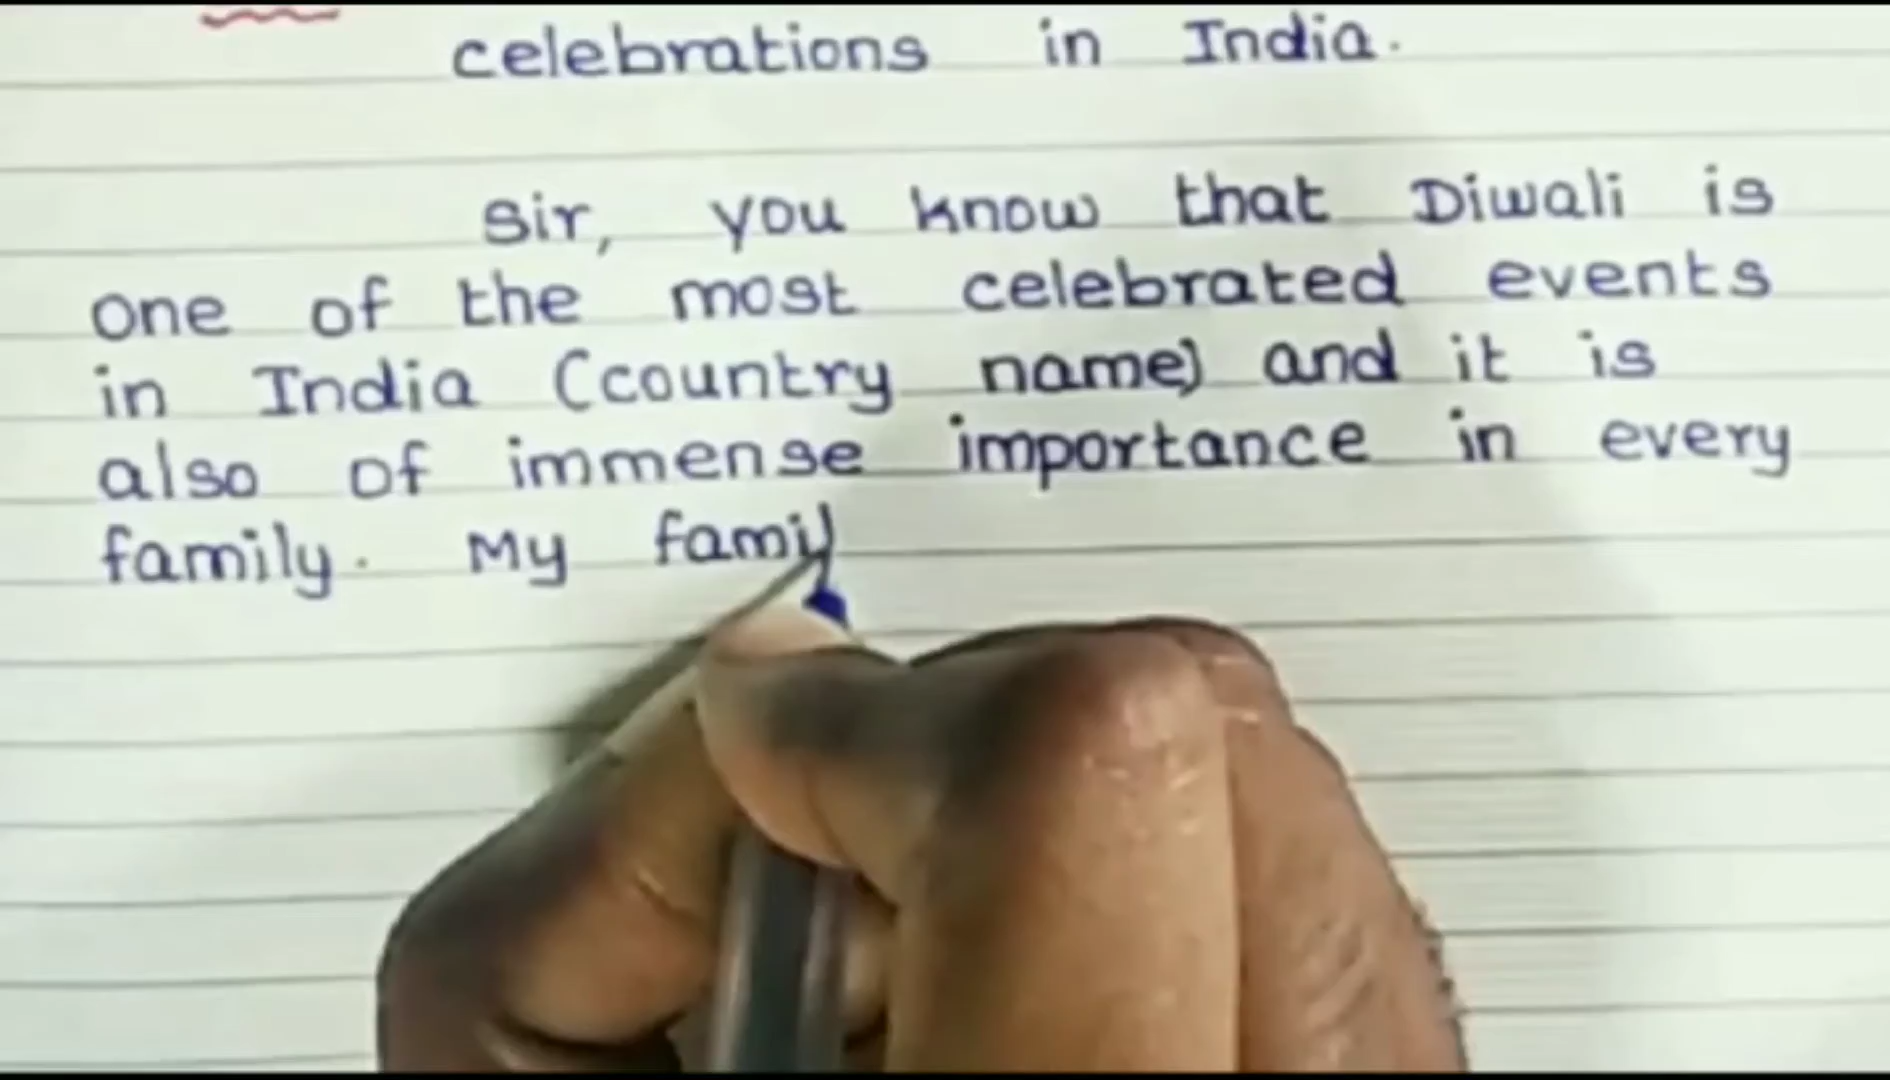 celebrations in India.
Sir, you know that Diwali is
one of the most celebrated events
in India (country name) and it is
also of immense importance in every
family. My famil